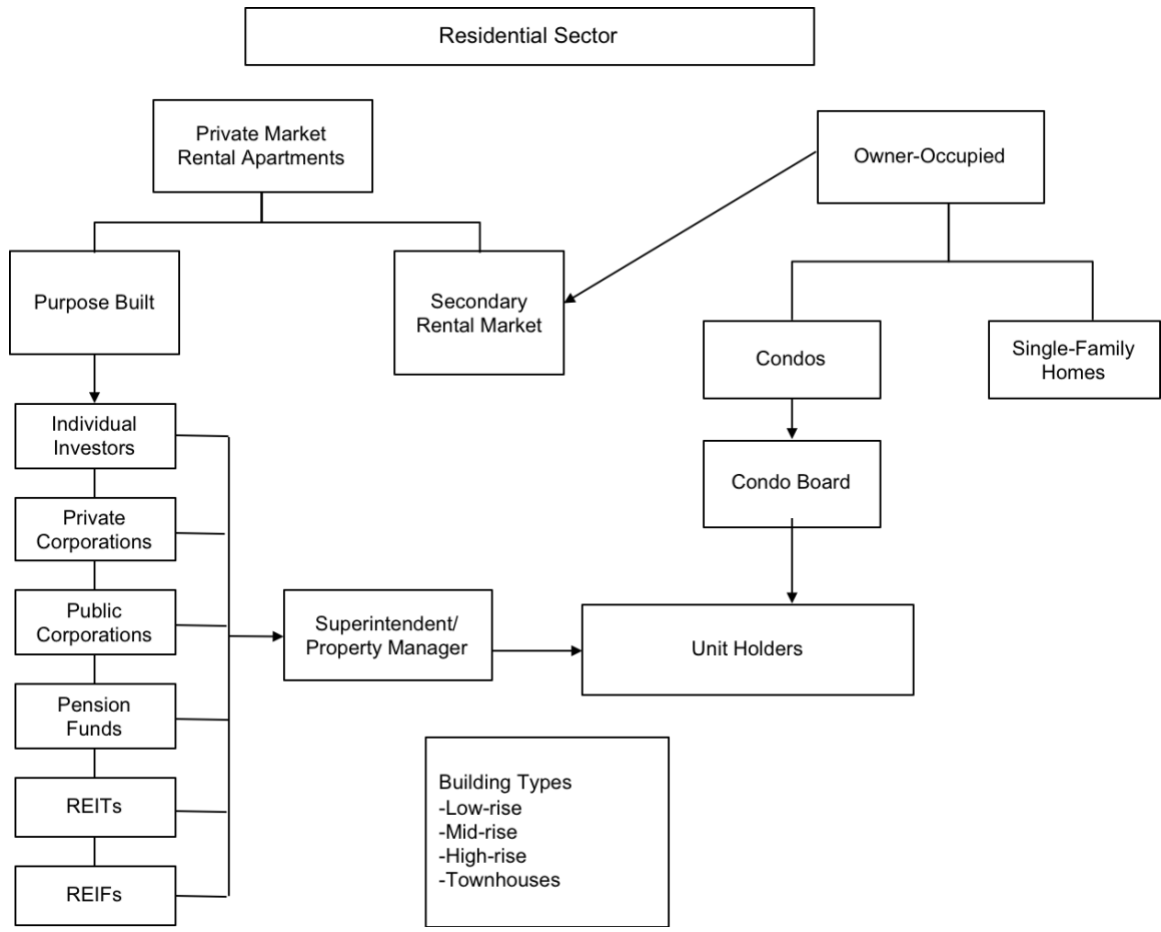 Residential Sector
Private Market
Rental Apartments
Owner-Occupied
Purpose Built
Secondary
Rental Market
Condos
Single-Family
Homes
Individual
Investors
Condo Board
Private
Corporations
Public
Corporations
Superintendent/
Property Manager
Unit Holders
Pension
Funds
REITs
REIFs
Building Types
-Low-rise
-Mid-rise
-High-rise
-Townhouses